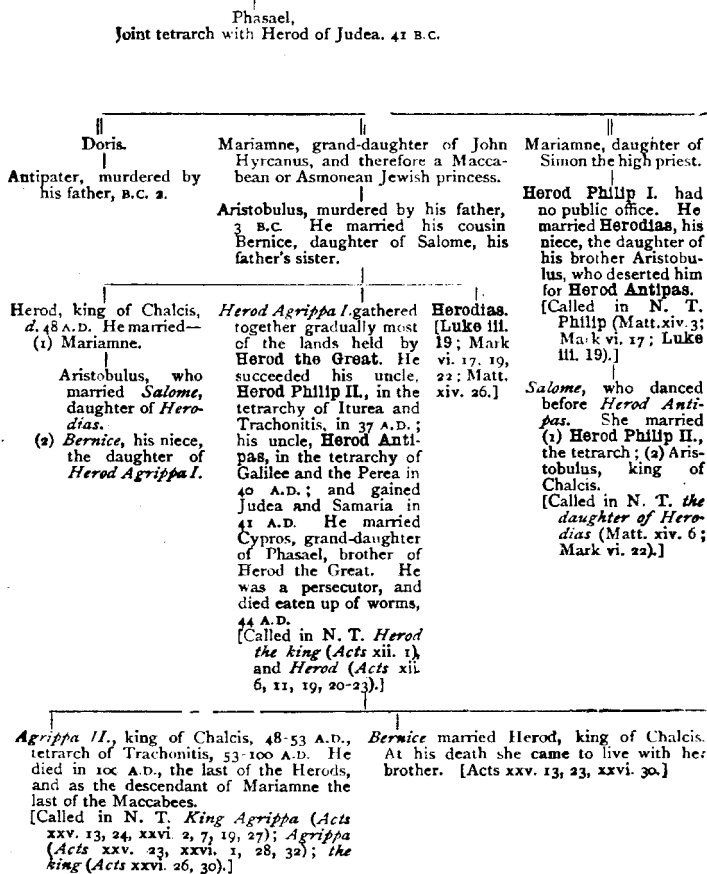 Phasael,
Joint tetrarch with Herod of Judea. 41 B.C.
Doris.
Antipater, murdered by
his father, B.C. 2.
Mariamne, grand-daughter of John
Hyrcanus, and therefore a Macca-
bean or Asmonean Jewish princess.
Aristobulus, murdered by his father,
3 B.C. He married his cousin
Bernice, daughter of Salome, his
father's sister.
Mariamne, daughter of
Simon the high priest.
Herod Philip I. had
no public office. He
married Herodias, his
niece, the daughter of
his brother Aristobu-
lus, who deserted him
for Herod Antipas.
[Called in N. T.
Philip (Matt. xiv. 3;
Mark vi. 17; Luke
iii. 19).]
Salome, who danced
before Herod Anti-
pas. She married
(1) Herod Philip II.,
the tetrarch; (2) Aris-
tobulus, king of
Chalcis.
[Called in N. T. the
daughter of Hero-
dias (Matt. xiv. 6;
Mark vi. 22).]
Herod, king of Chalcis,
d. 48 A.D. He married—
(1) Mariamne.
Aristobulus, who
married Salome,
daughter of Hero-
dias.
(2) Bernice, his niece,
the daughter of
Herod Agrippa I.
Herod Agrippa I. gathered
together gradually most
of the lands held by
Herod the Great. He
succeeded his uncle,
Herod Philip II., in the
tetrarchy of Iturea and
Trachonitis, in 37 A.D.;
his uncle, Herod Anti-
pas, in the tetrarchy of
Galilee and the Perea in
40 A.D.; and gained
Judea and Samaria in
41 A.D. He married
Cypros, grand-daughter
of Phasael, brother of
Herod the Great. He
was a persecutor, and
died eaten up of worms,
44 A.D.
[Called in N. T. Herod
the king (Acts xii. 1),
and Herod (Acts xii.
6, 11, 19, 20-23).]
Herodias.
[Luke iii.
19; Mark
vi. 17, 19,
22; Matt.
xiv. 26.]
Agrippa II., king of Chalcis, 48-53 A.D.,
tetrarch of Trachonitis, 53-100 A.D. He
died in 100 A.D., the last of the Herods,
and as the descendant of Mariamne the
last of the Maccabees.
[Called in N. T. King Agrippa (Acts
xxv. 13, 24, xxvi. 2, 7, 19, 27); Agrippa
(Acts xxv. 23, xxvi. 1, 28, 32); the
king (Acts xxvi. 26, 30).]
Bernice married Herod, king of Chalcis.
At his death she came to live with her
brother. [Acts xxv. 13, 23, xxvi. 30.]